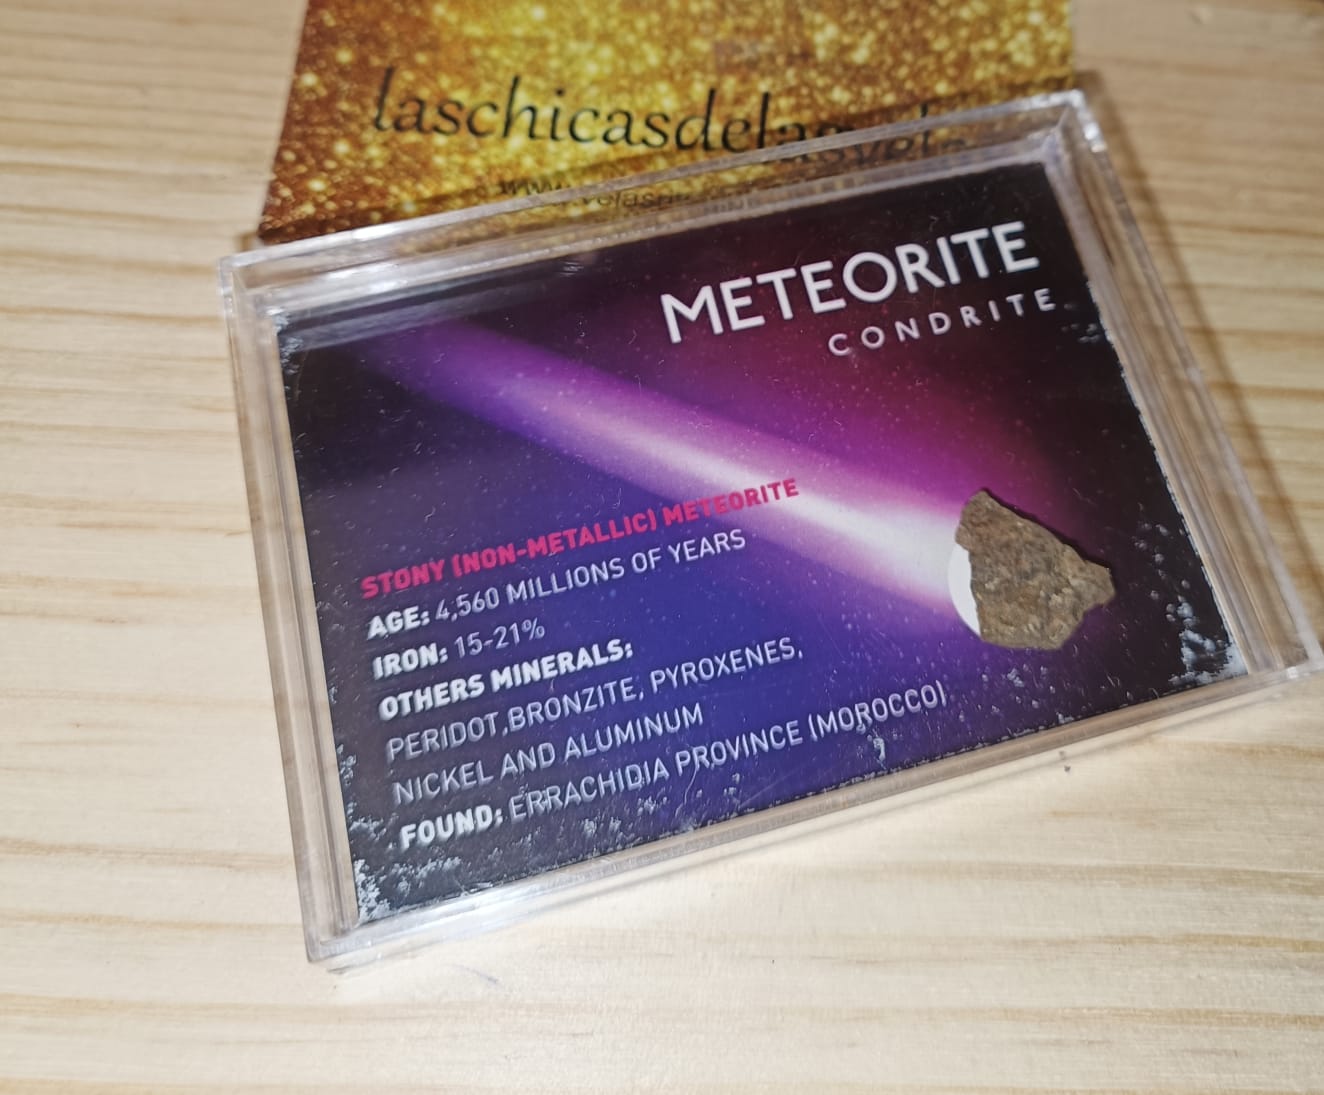 laschicasdelas
METEORITE
CONDRITE
STONY (NON-METALLIC) METEORITE
AGE: 4,560 MILLIONS OF YEARS
IRON: 15-21%
OTHERS MINERALS:
PERIDOT,BRONZITE, PYROXENES,
NICKEL AND ALUMINUM
FOUND: ERRACHIDIA PROVINCE (MOROCCO)